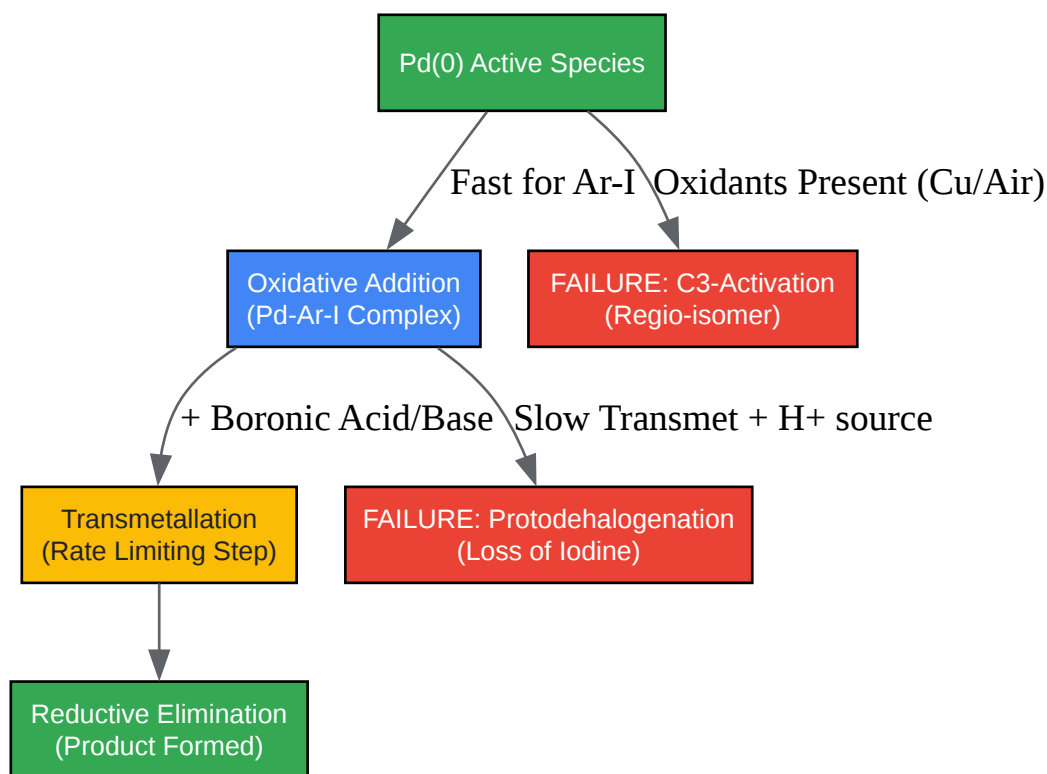 Pd(0) Active Species
Fast for Ar-I
Oxidants Present (Cu/Air)
Oxidative Addition
(Pd-Ar-I Complex)
FAILURE: C3-Activation
(Regio-isomer)
+ Boronic Acid/Base
Slow Transmet + H+ source
Transmetallation
(Rate Limiting Step)
FAILURE: Protodehalogenation
(Loss of Iodine)
Reductive Elimination
(Product Formed)